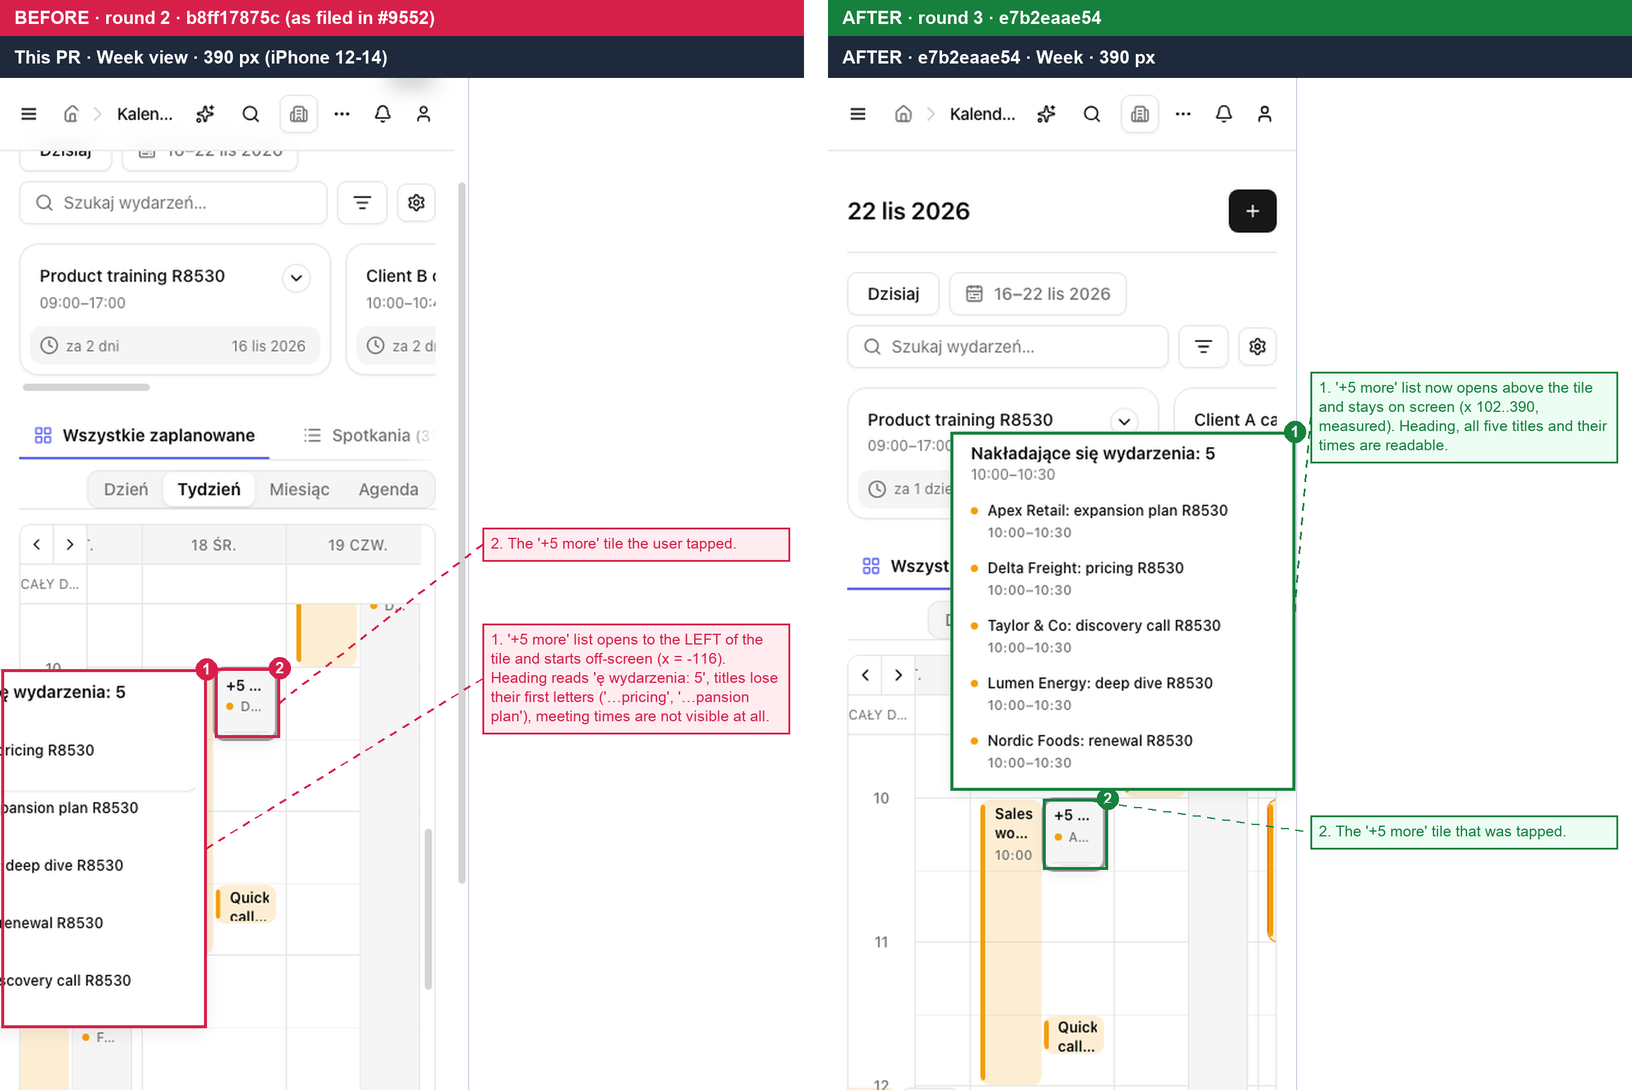 BEFORE · round 2 · b8ff17875c (as filed in #9552)
This PR · Week view · 390 px (iPhone 12-14)
Kalen...
Dzisiaj
16–22 lis 2026
Szukaj wydarzeń...
Product training R8530
09:00–17:00
za 2 dni
16 lis 2026
Client B
10:00–10:
za 2 d
Wszystkie zaplanowane
Spotkania (3
Dzień
Tydzień
Miesiąc
Agenda
18 ŚR.
19 CZW.
CAŁY D...
D...
10
1
2
ę wydarzenia: 5
+5 ...
D...
ricing R8530
pansion plan R8530
deep dive R8530
Quick
call...
enewal R8530
scovery call R8530
F...
2. The '+5 more' tile the user tapped.
1. '+5 more' list opens to the LEFT of the
tile and starts off-screen (x = -116).
Heading reads 'ę wydarzenia: 5', titles lose
their first letters ('...pricing', '...pansion
plan'), meeting times are not visible at all.
AFTER · round 3 · e7b2eaae54
AFTER · e7b2eaae54 · Week · 390 px
Kalend...
22 lis 2026
Dzisiaj
16–22 lis 2026
Szukaj wydarzeń...
Product training R8530
09:00–17:00
za 1 dzie
Client A ca
1
Nakładające się wydarzenia: 5
10:00–10:30
Apex Retail: expansion plan R8530
10:00–10:30
Delta Freight: pricing R8530
10:00–10:30
Taylor & Co: discovery call R8530
10:00–10:30
Lumen Energy: deep dive R8530
10:00–10:30
Nordic Foods: renewal R8530
10:00–10:30
Wszyst
CAŁY D...
10
2
Sales
wo...
10:00
+5 ...
A...
11
Quick
call...
12
1. '+5 more' list now opens above the tile
and stays on screen (x 102..390,
measured). Heading, all five titles and their
times are readable.
2. The '+5 more' tile that was tapped.